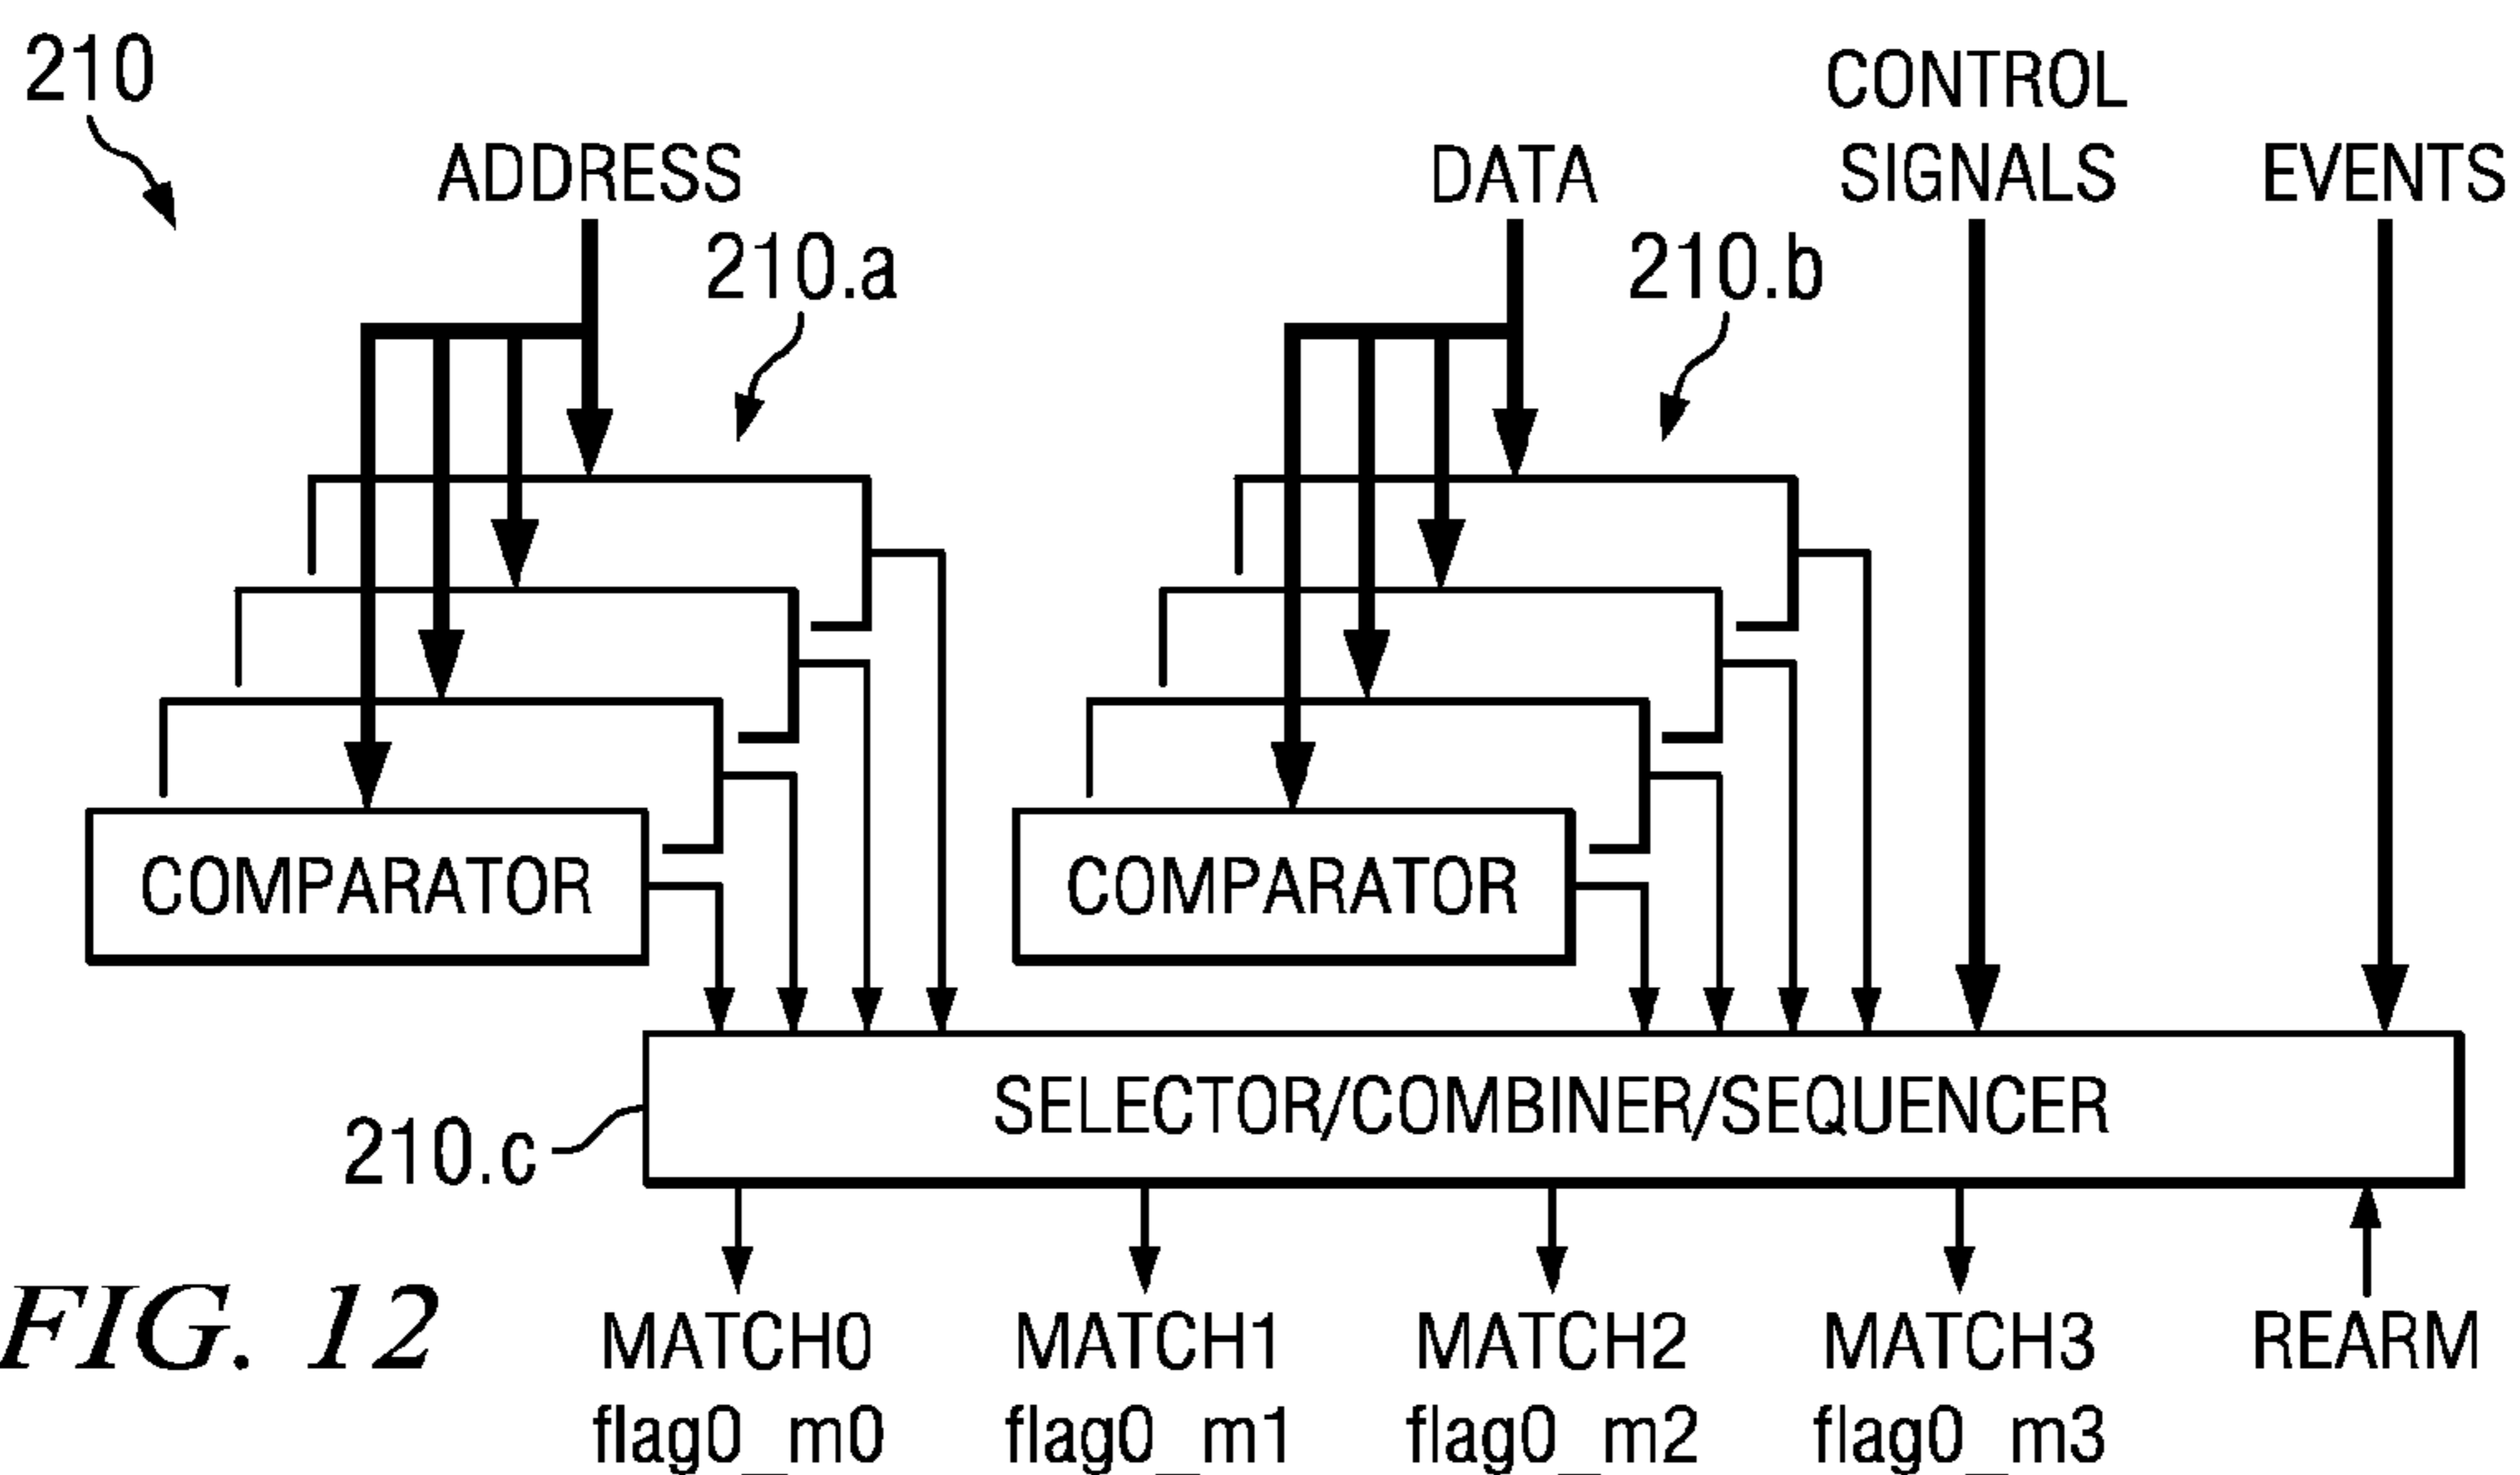 210
CONTROL
ADDRESS
DATA
SIGNALS
EVENTS
210.a
210.b
COMPARATOR
COMPARATOR
SELECTOR/COMBINER/SEQUENCER
210.c
FIG. 12
MATCH0
MATCH1
MATCH2
MATCH3
REARM
flag0_m0
flag0_m1
flag0_m2
flag0_m3